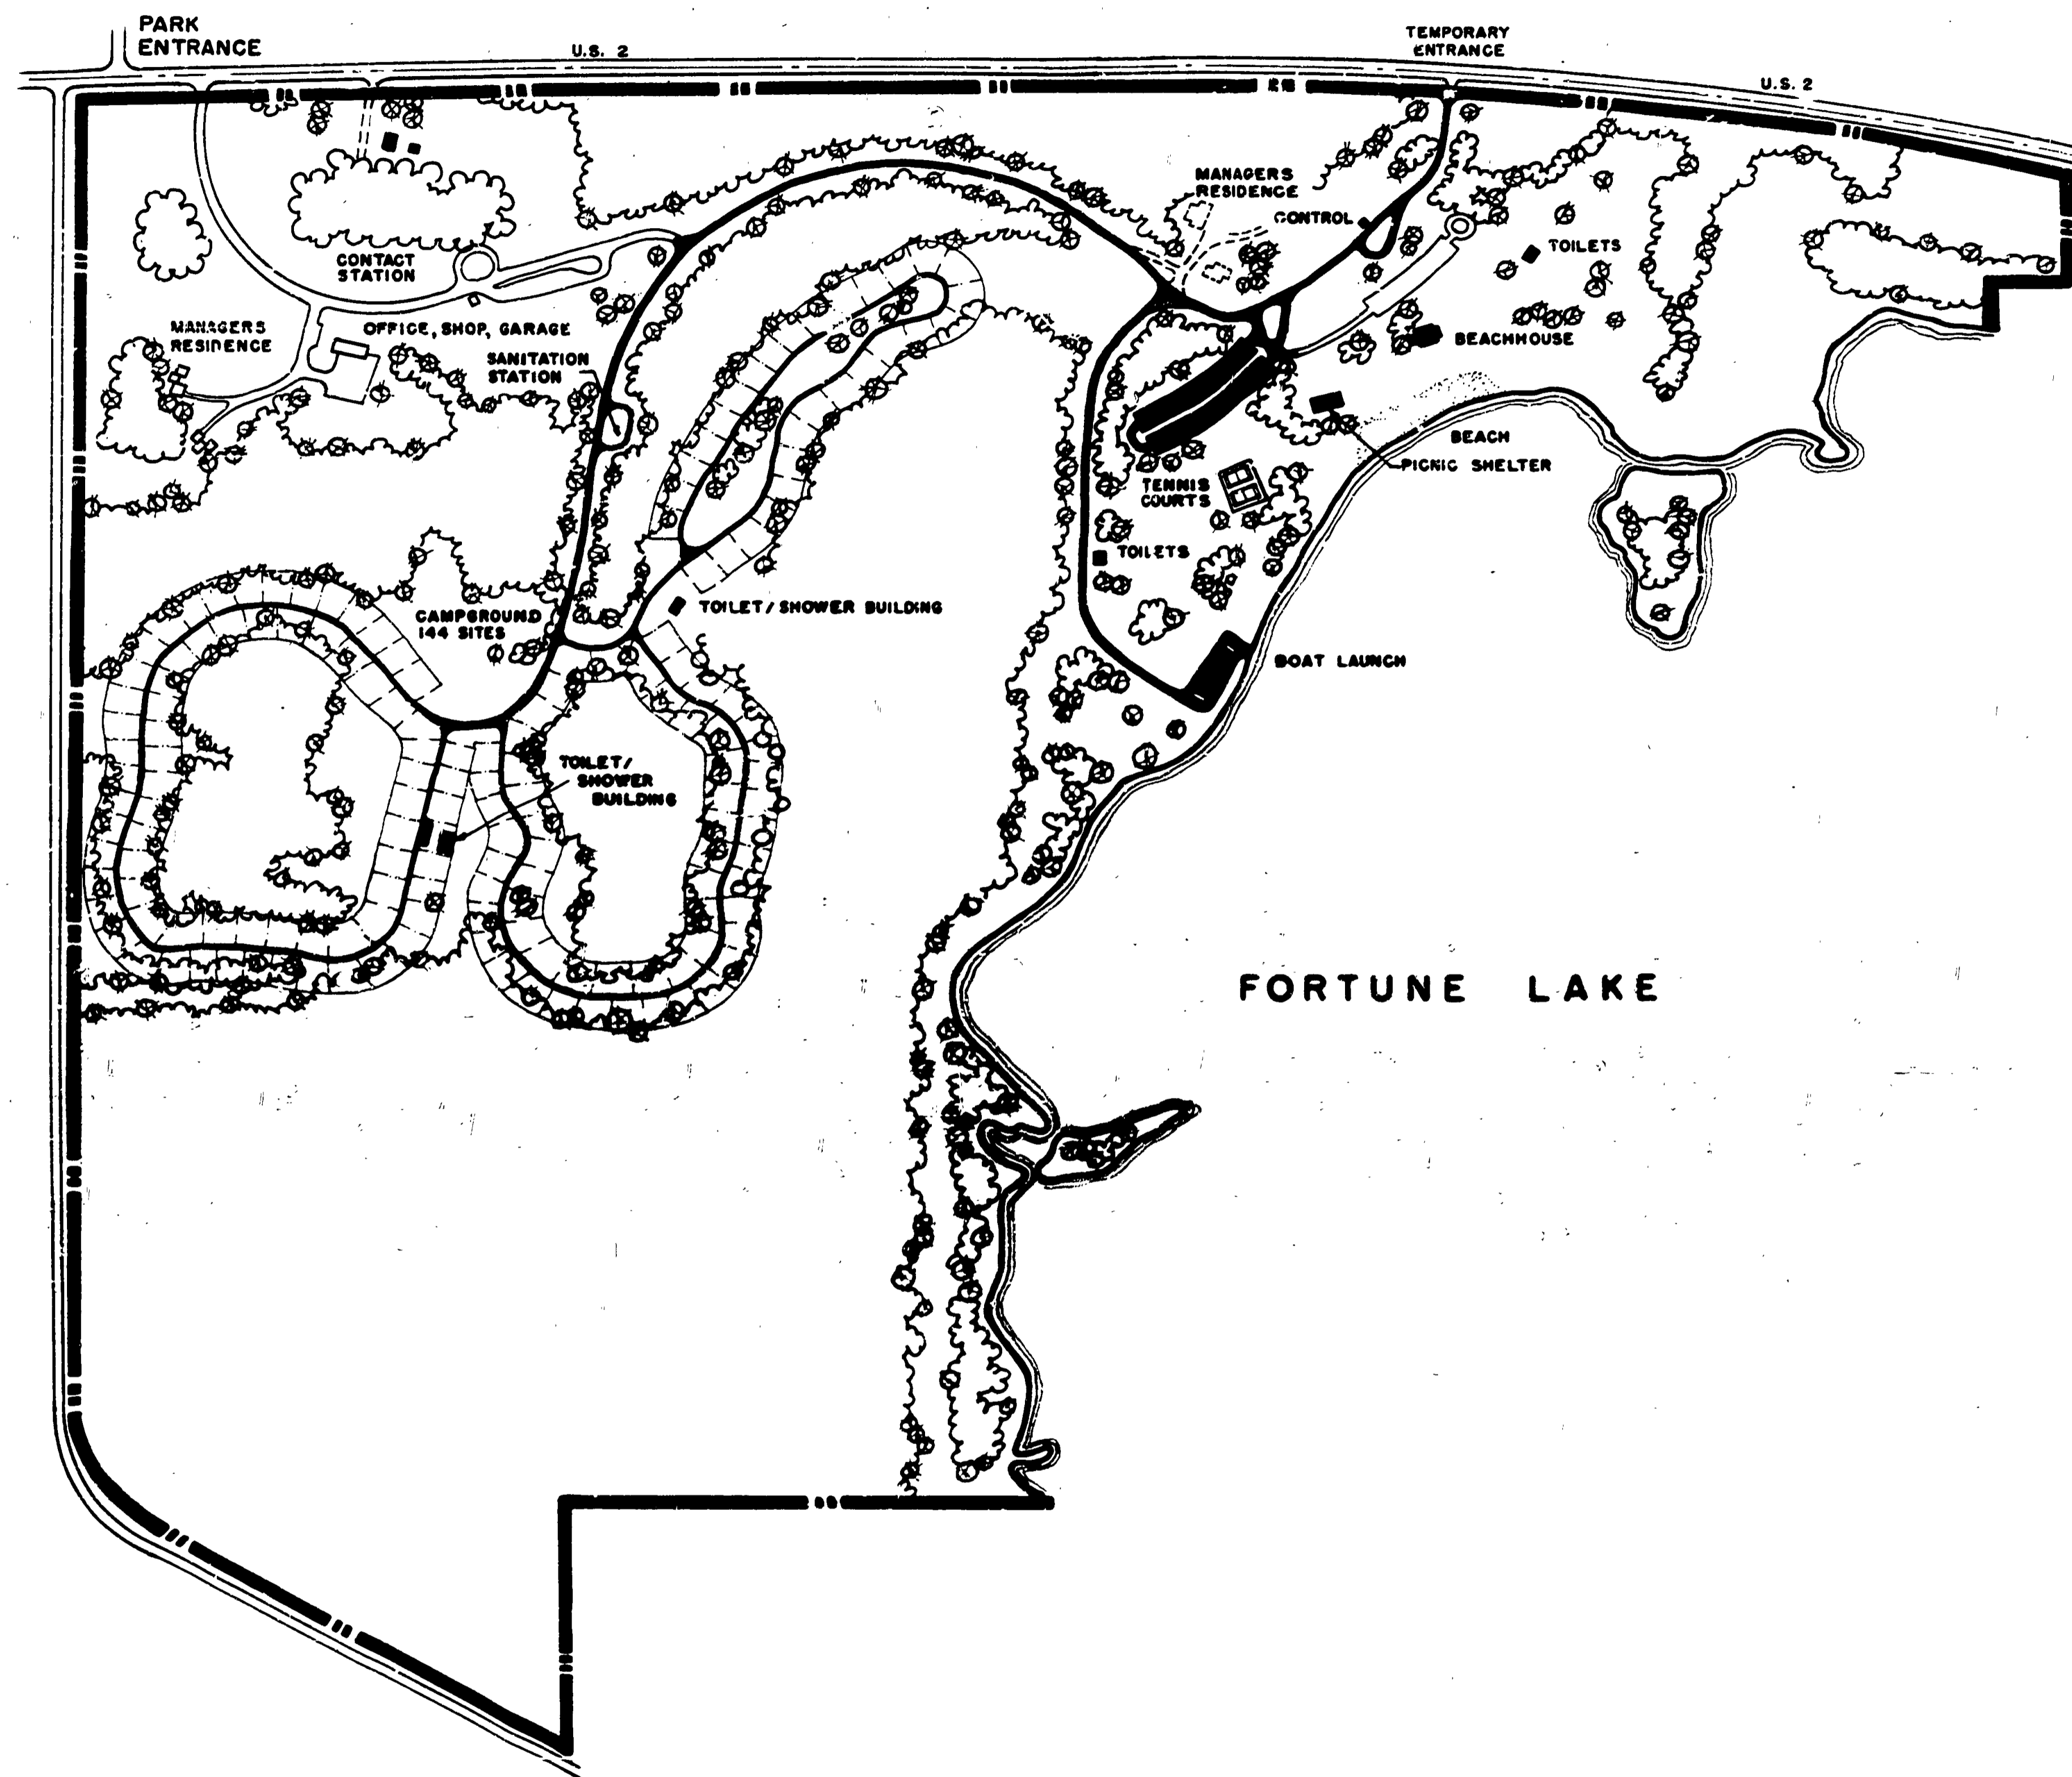 PARK
ENTRANCE
U.S. 2
TEMPORARY
ENTRANCE
U.S. 2
MANAGERS
RESIDENCE
CONTROL
TOILETS
CONTACT
STATION
MANAGERS
RESIDENCE
OFFICE, SHOP, GARAGE
SANITATION
STATION
BEACHHOUSE
BEACH
PICNIC SHELTER
TENNIS
COURTS
TOILETS
CAMPGROUND
144 SITES
TOILET / SHOWER BUILDING
BOAT LAUNCH
TOILET /
SHOWER
BUILDING
FORTUNE LAKE